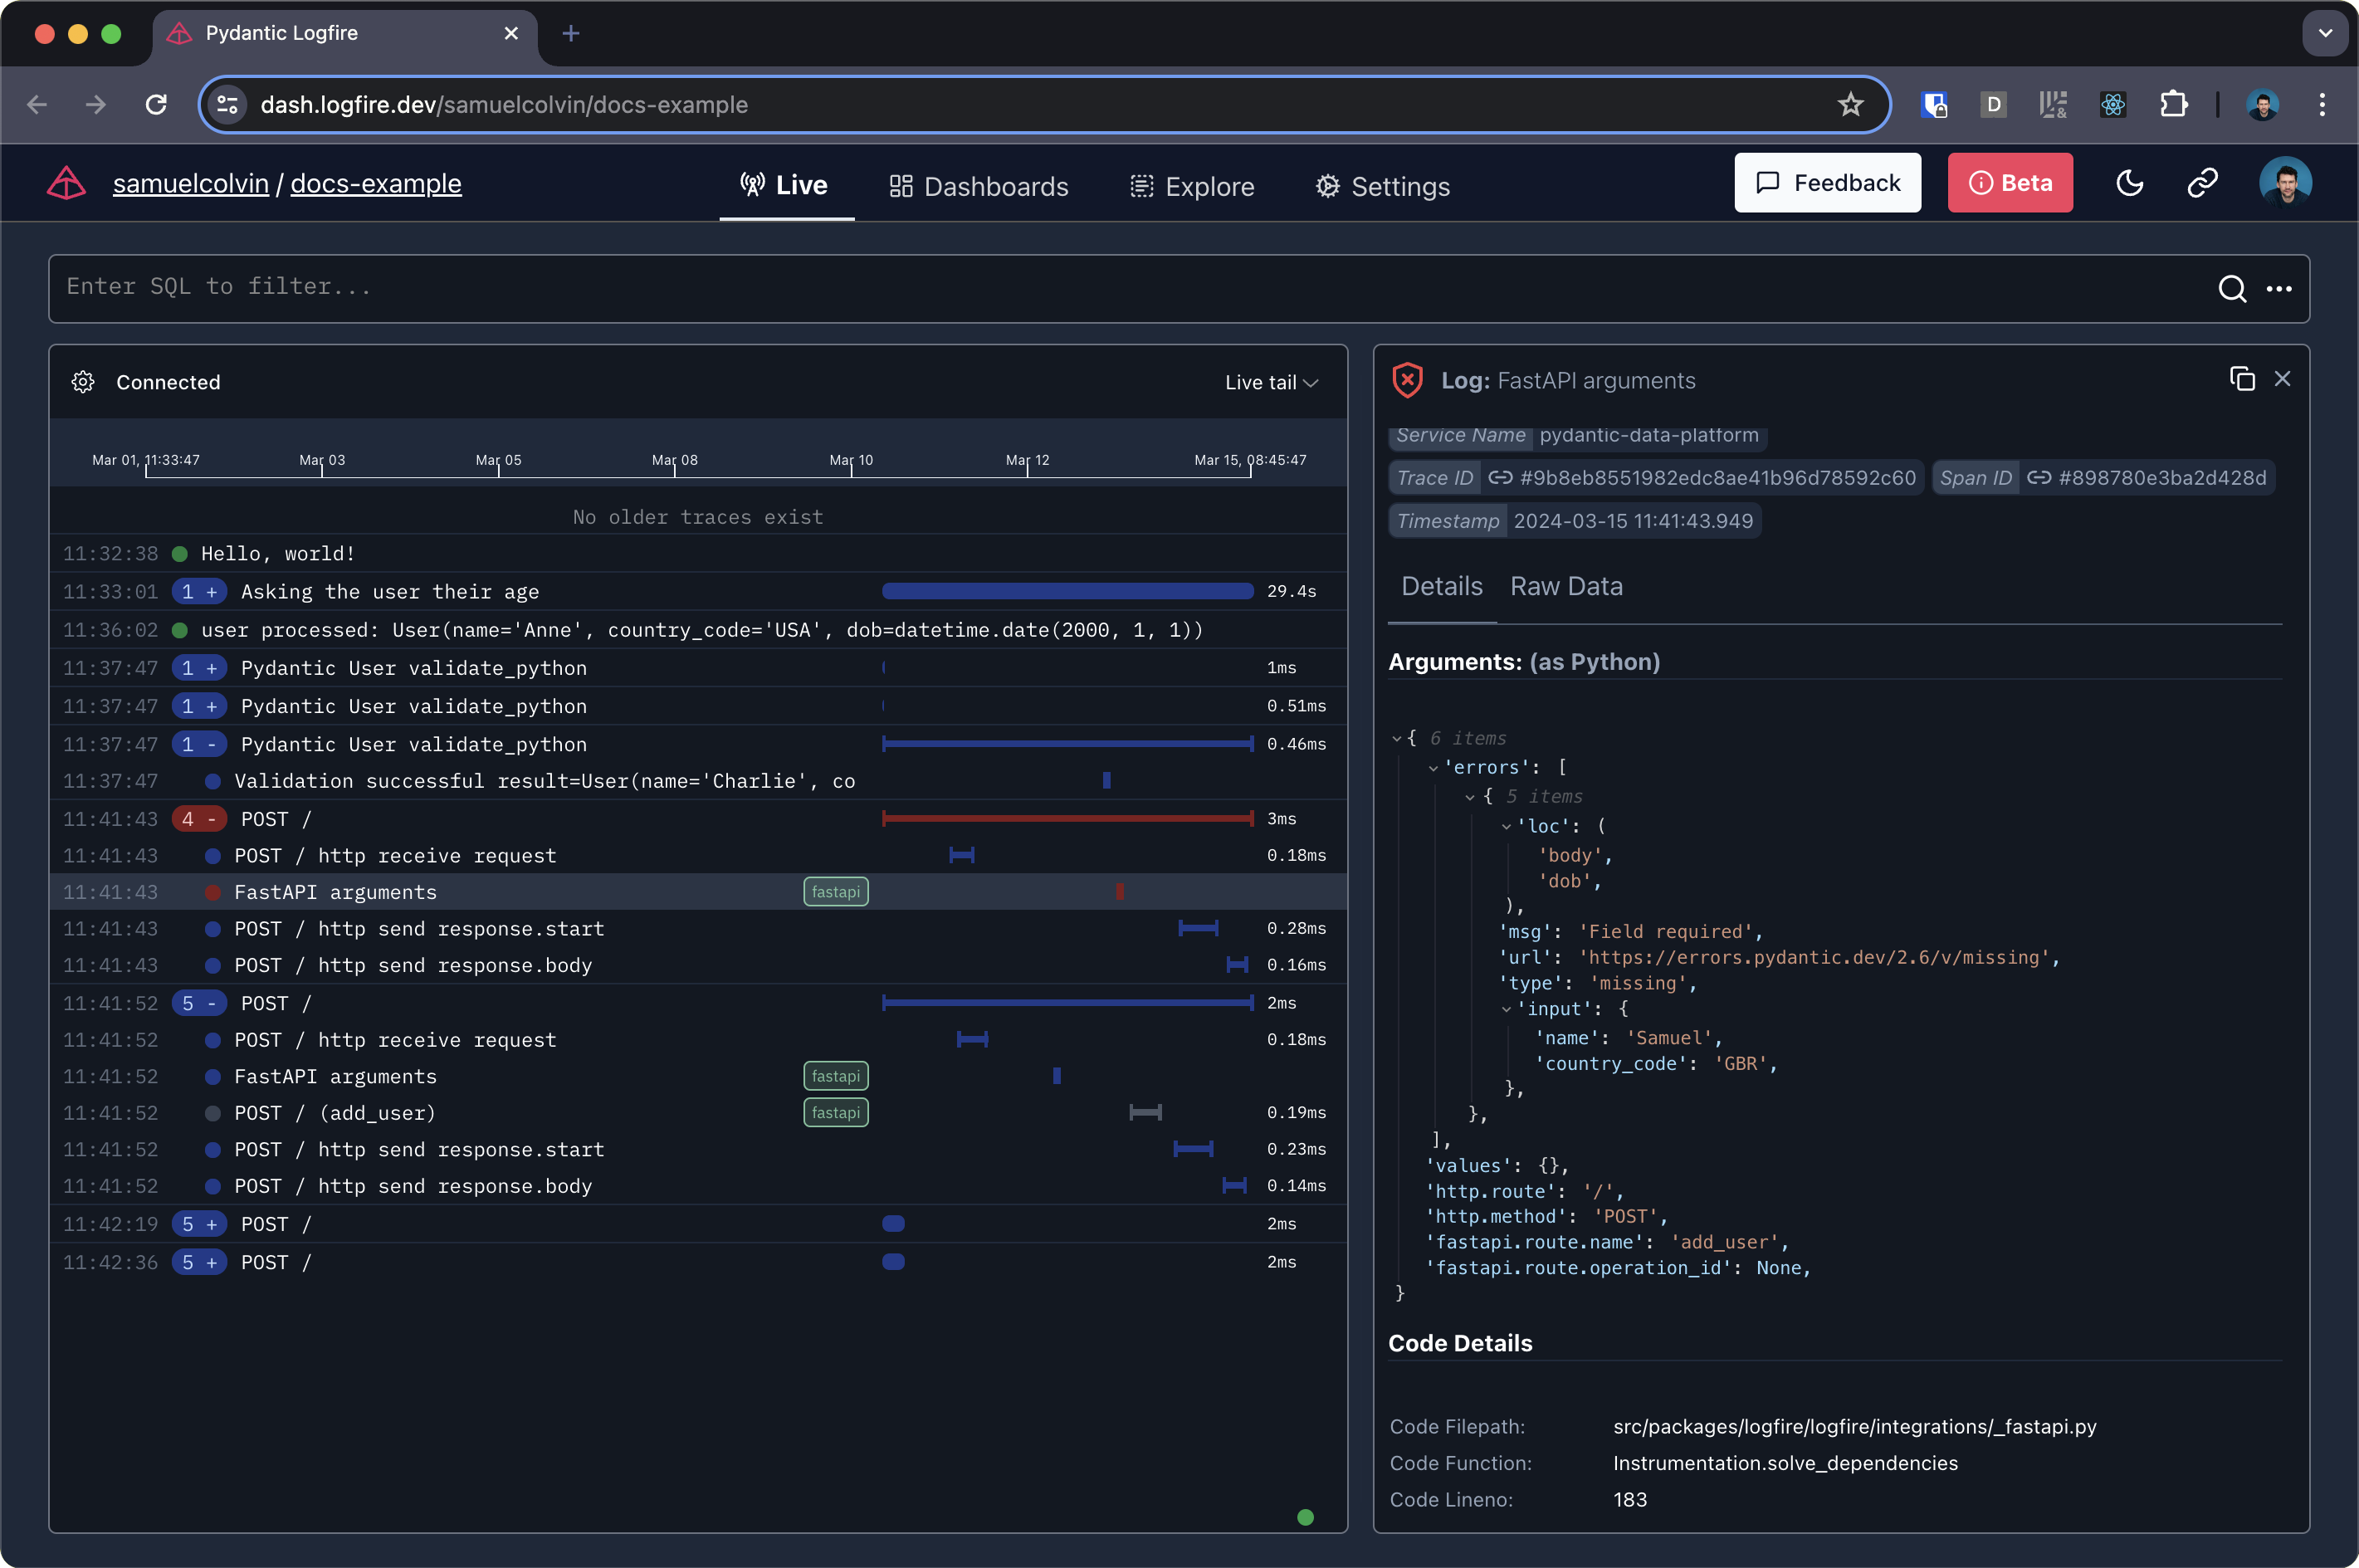 Pydantic Logfire
dash.logfire.dev/samuelcolvin/docs-example
D
samuelcolvin / docs-example
Live
Dashboards
Explore
Settings
Feedback
Beta
Enter SQL to filter...
Connected
Live tail
Mar 01, 11:33:47 Mar 03 Mar 05 Mar 08 Mar 10 Mar 12 Mar 15, 08:45:47
No older traces exist
11:32:38 Hello, world!
11:33:01 1 + Asking the user their age 29.4s
11:36:02 user processed: User(name='Anne', country_code='USA', dob=datetime.date(2000, 1, 1))
11:37:47 1 + Pydantic User validate_python 1ms
11:37:47 1 + Pydantic User validate_python 0.51ms
11:37:47 1 - Pydantic User validate_python 0.46ms
11:37:47 Validation successful result=User(name='Charlie', co
11:41:43 4 - POST / 3ms
11:41:43 POST / http receive request 0.18ms
11:41:43 FastAPI arguments fastapi
11:41:43 POST / http send response.start 0.28ms
11:41:43 POST / http send response.body 0.16ms
11:41:52 5 - POST / 2ms
11:41:52 POST / http receive request 0.18ms
11:41:52 FastAPI arguments fastapi
11:41:52 POST / (add_user) fastapi 0.19ms
11:41:52 POST / http send response.start 0.23ms
11:41:52 POST / http send response.body 0.14ms
11:42:19 5 + POST / 2ms
11:42:36 5 + POST / 2ms
Log: FastAPI arguments
Service Name pydantic-data-platform
Trace ID #9b8eb8551982edc8ae41b96d78592c60 Span ID #898780e3ba2d428d
Timestamp 2024-03-15 11:41:43.949
Details Raw Data
Arguments: (as Python)
{ 6 items
'errors': [
{ 5 items
'loc': (
'body',
'dob',
),
'msg': 'Field required',
'url': 'https://errors.pydantic.dev/2.6/v/missing',
'type': 'missing',
'input': {
'name': 'Samuel',
'country_code': 'GBR',
},
},
],
'values': {},
'http.route': '/',
'http.method': 'POST',
'fastapi.route.name': 'add_user',
'fastapi.route.operation_id': None,
}
Code Details
Code Filepath: src/packages/logfire/logfire/integrations/_fastapi.py
Code Function: Instrumentation.solve_dependencies
Code Lineno: 183